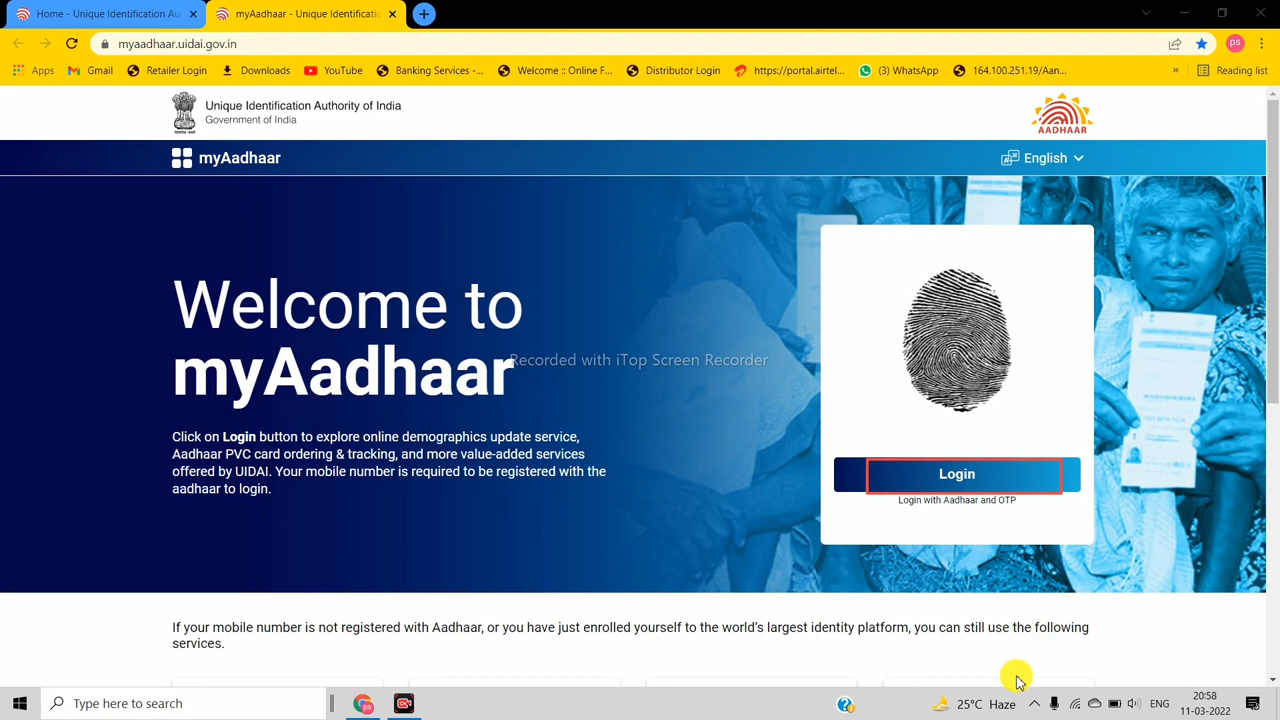 Home - Unique Identification Au
myAadhaar - Unique Identificatio
myaadhaar.uidai.gov.in
ps
Apps
Gmail
Retailer Login
Downloads
YouTube
Banking Services -...
Welcome :: Online F...
Distributor Login
https://portal.airtel...
(3) WhatsApp
164.100.251.19/Aan...
»
Reading list
Unique Identification Authority of India
Government of India
AADHAAR
myAadhaar
English
Welcome to
myAadhaar
Recorded with iTop Screen Recorder
Click on Login button to explore online demographics update service,
Aadhaar PVC card ordering & tracking, and more value-added services
offered by UIDAI. Your mobile number is required to be registered with the
aadhaar to login.
Login
Login with Aadhaar and OTP
If your mobile number is not registered with Aadhaar, or you have just enrolled yourself to the world's largest identity platform, you can still use the following
services.
Type here to search
ps
25°C Haze
ENG
20:58
11-03-2022